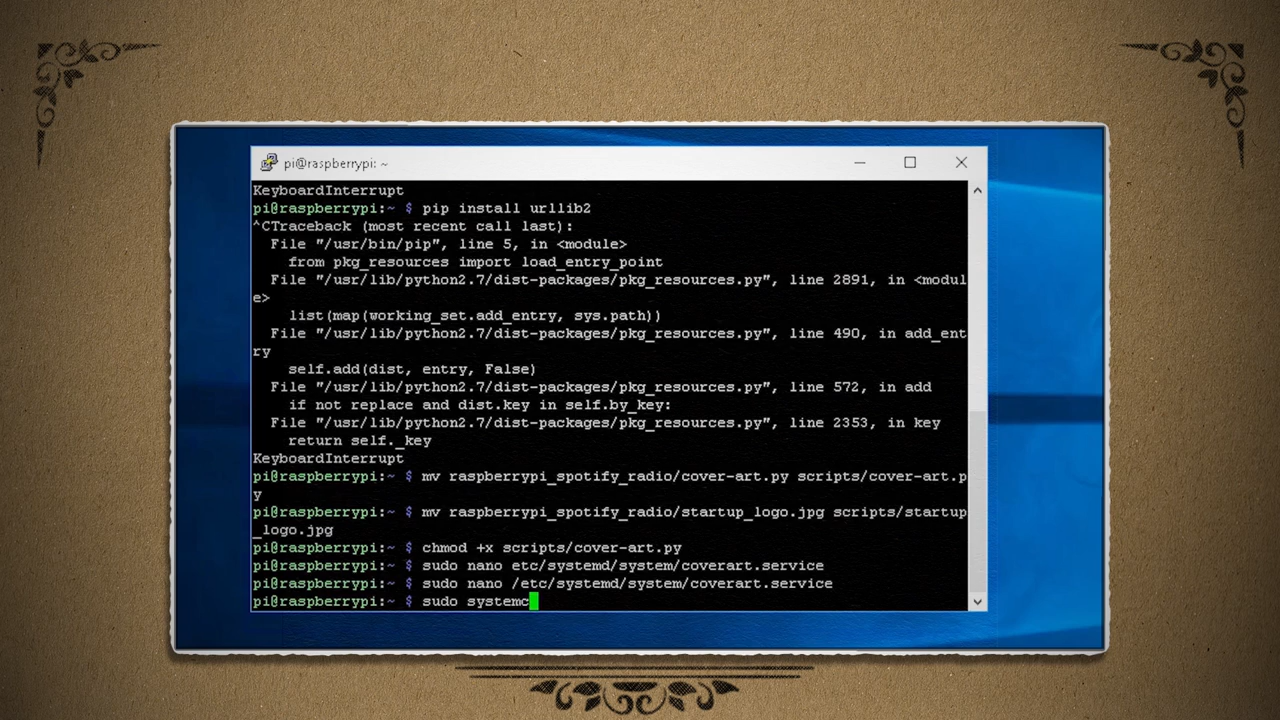 pi@raspberrypi: ~
KeyboardInterrupt
pi@raspberrypi:~ $ pip install urllib2
^CTraceback (most recent call last):
  File "/usr/bin/pip", line 5, in <module>
    from pkg_resources import load_entry_point
  File "/usr/lib/python2.7/dist-packages/pkg_resources.py", line 2891, in <modul
e>
    list(map(working_set.add_entry, sys.path))
  File "/usr/lib/python2.7/dist-packages/pkg_resources.py", line 490, in add_ent
ry
    self.add(dist, entry, False)
  File "/usr/lib/python2.7/dist-packages/pkg_resources.py", line 572, in add
    if not replace and dist.key in self.by_key:
  File "/usr/lib/python2.7/dist-packages/pkg_resources.py", line 2353, in key
    return self._key
KeyboardInterrupt
pi@raspberrypi:~ $ mv raspberrypi_spotify_radio/cover-art.py scripts/cover-art.p
y
pi@raspberrypi:~ $ mv raspberrypi_spotify_radio/startup_logo.jpg scripts/startup
_logo.jpg
pi@raspberrypi:~ $ chmod +x scripts/cover-art.py
pi@raspberrypi:~ $ sudo nano etc/systemd/system/coverart.service
pi@raspberrypi:~ $ sudo nano /etc/systemd/system/coverart.service
pi@raspberrypi:~ $ sudo systemc